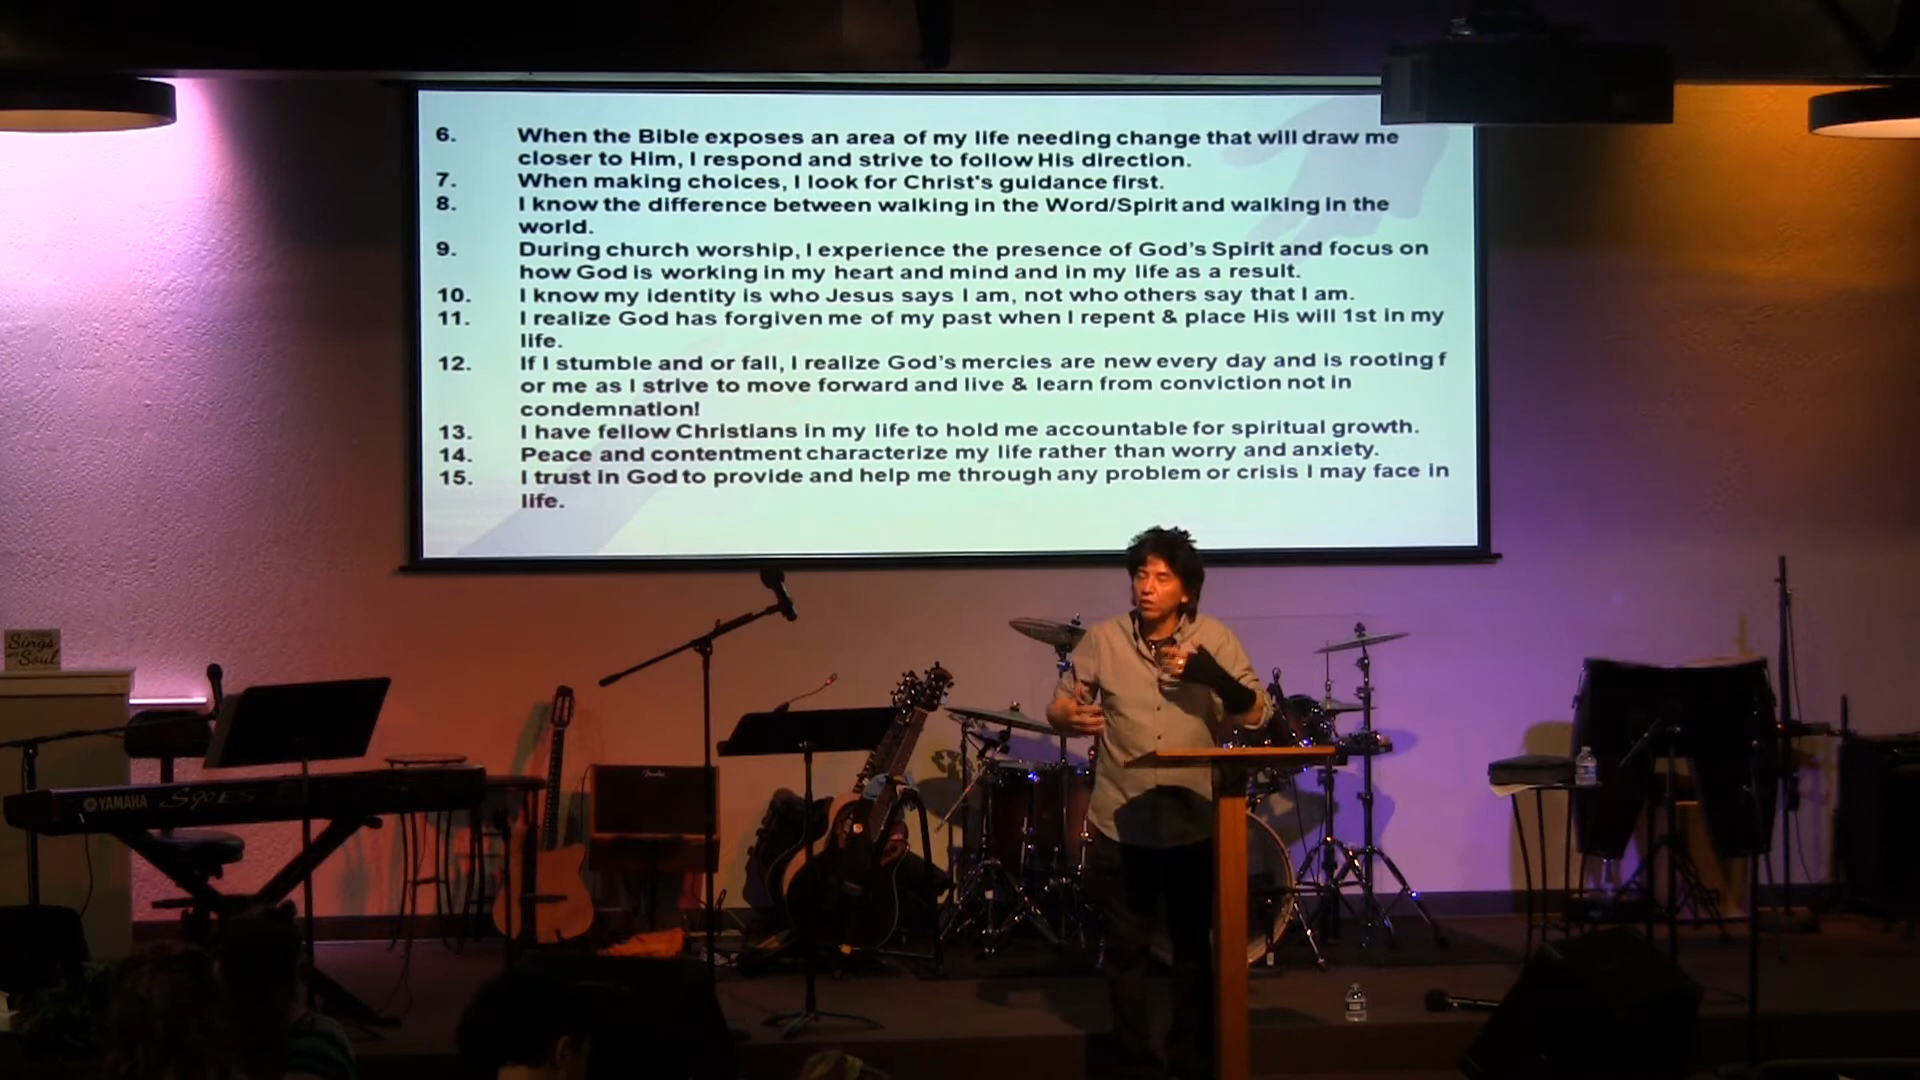 6. When the Bible exposes an area of my life needing change that will draw me
closer to Him, I respond and strive to follow His direction.
7. When making choices, I look for Christ's guidance first.
8. I know the difference between walking in the Word/Spirit and walking in the
world.
9. During church worship, I experience the presence of God's Spirit and focus on
how God is working in my heart and mind and in my life as a result.
10. I know my identity is who Jesus says I am, not who others say that I am.
11. I realize God has forgiven me of my past when I repent & place His will 1st in my
life.
12. If I stumble and or fall, I realize God's mercies are new every day and is rooting f
or me as I strive to move forward and live & learn from conviction not in
condemnation!
13. I have fellow Christians in my life to hold me accountable for spiritual growth.
14. Peace and contentment characterize my life rather than worry and anxiety.
15. I trust in God to provide and help me through any problem or crisis I may face in
life.
Sings
Soul
Fender
YAMAHA S90 ES